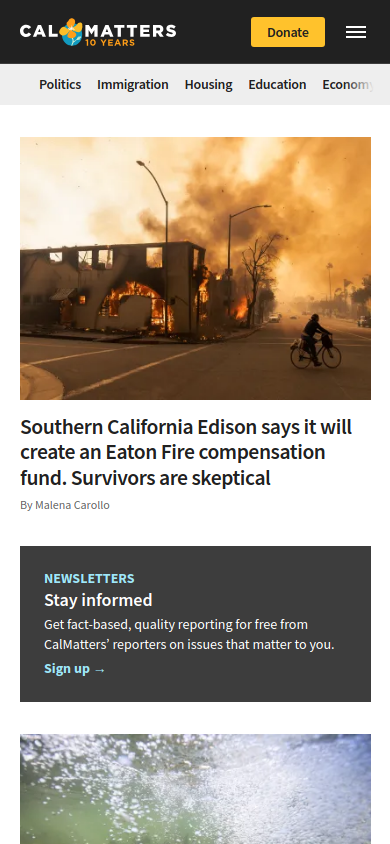 CALMATTERS
10 YEARS
Donate
Politics Immigration Housing Education Economy
Southern California Edison says it will
create an Eaton Fire compensation
fund. Survivors are skeptical
By Malena Carollo
NEWSLETTERS
Stay informed
Get fact-based, quality reporting for free from
CalMatters’ reporters on issues that matter to you.
Sign up →